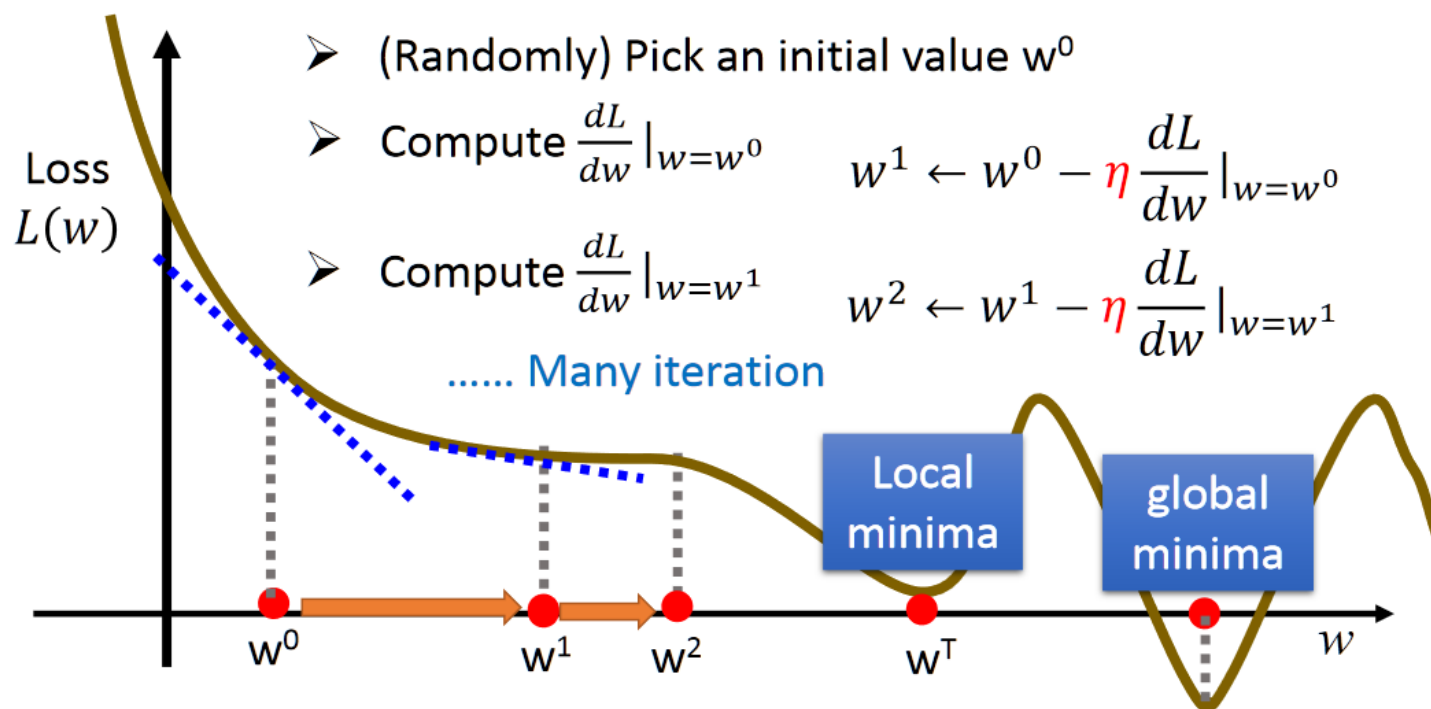 ➢ (Randomly) Pick an initial value w⁰
➢ Compute dL/dw |w=w⁰
w¹ ← w⁰ − η dL/dw |w=w⁰
Loss
L(w)
➢ Compute dL/dw |w=w¹
w² ← w¹ − η dL/dw |w=w¹
...... Many iteration
Local
minima
global
minima
w⁰
w¹
w²
wᵀ
w